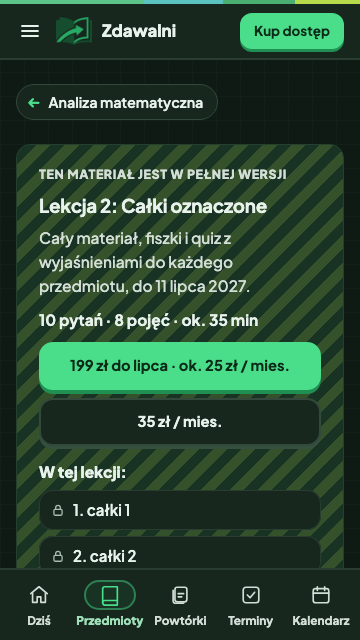 Zdawalni
Kup dostęp
← Analiza matematyczna
TEN MATERIAŁ JEST W PEŁNEJ WERSJI
Lekcja 2: Całki oznaczone
Cały materiał, fiszki i quiz z
wyjaśnieniami do każdego
przedmiotu, do 11 lipca 2027.
10 pytań · 8 pojęć · ok. 35 min
199 zł do lipca · ok. 25 zł / mies.
35 zł / mies.
W tej lekcji:
1. całki 1
2. całki 2
Dziś
Przedmioty
Powtórki
Terminy
Kalendarz